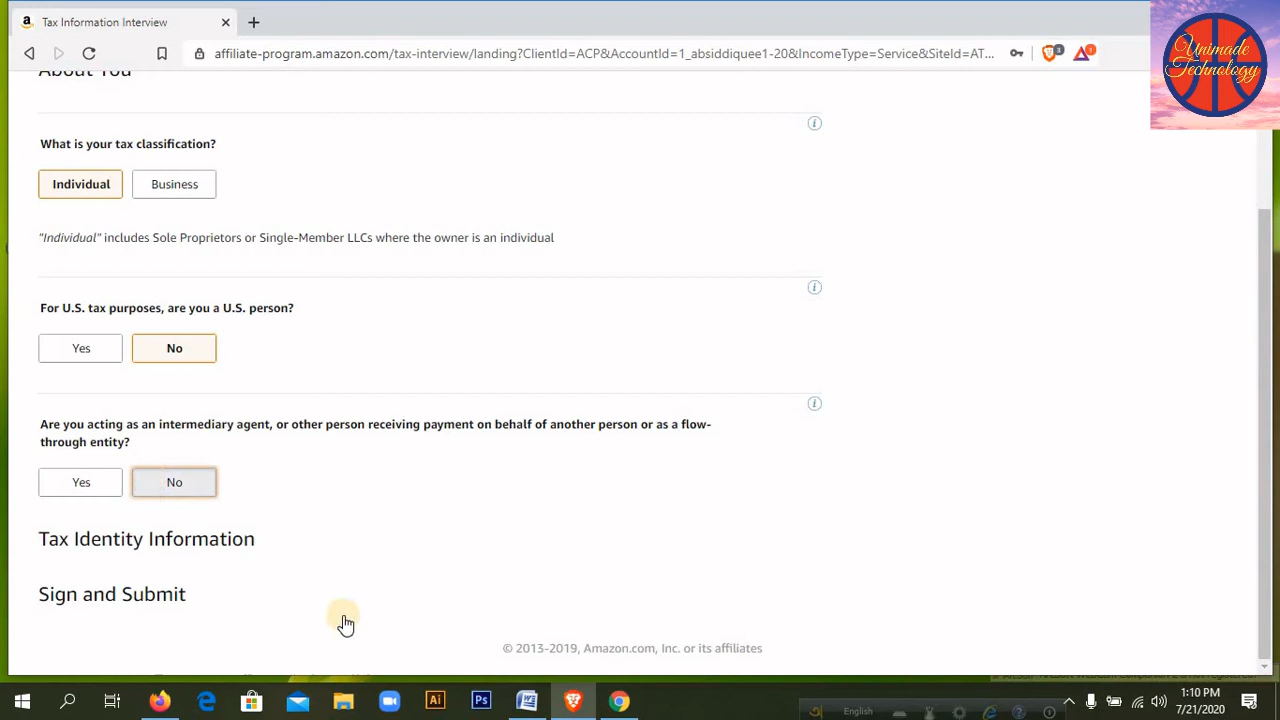 Tax Information Interview
Unimade
Technology
affiliate-program.amazon.com/tax-interview/landing?ClientId=ACP&AccountId=1_absiddiquee1-20&IncomeType=Service&SiteId=AT...
3
1
About You
What is your tax classification?
Individual
Business
"Individual" includes Sole Proprietors or Single-Member LLCs where the owner is an individual
For U.S. tax purposes, are you a U.S. person?
Yes
No
Are you acting as an intermediary agent, or other person receiving payment on behalf of another person or as a flow-
through entity?
Yes
No
Tax Identity Information
Sign and Submit
© 2013-2019, Amazon.com, Inc. or its affiliates
Ai
Ps
English
1:10 PM
7/21/2020